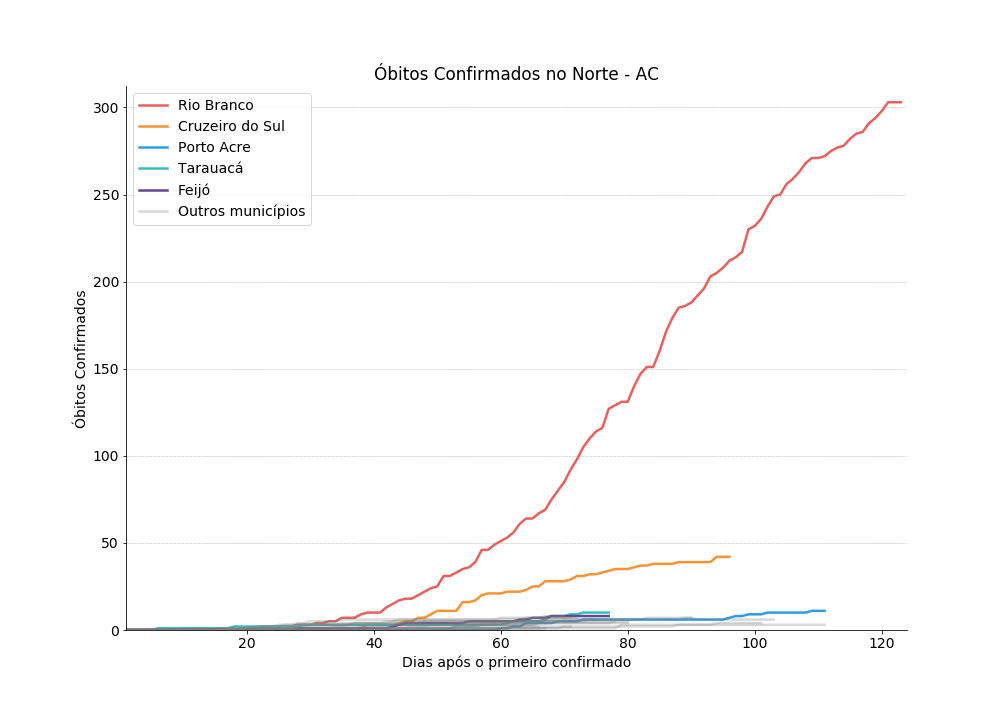 Óbitos Confirmados no Norte - AC
Rio Branco
Cruzeiro do Sul
Porto Acre
Tarauacá
Feijó
Outros municípios
300
250
200
150
100
50
0
Óbitos Confirmados
20 40 60 80 100 120
Dias após o primeiro confirmado